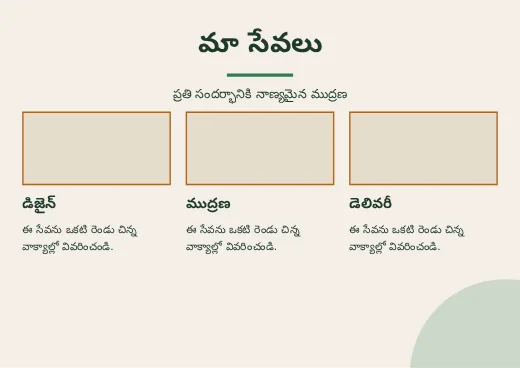 మా సేవలు
ప్రతి సందర్భానికి నాణ్యమైన ముద్రణ
డిజైన్
ఈ సేవను ఒకటి రెండు చిన్న
వాక్యాల్లో వివరించండి.
ముద్రణ
ఈ సేవను ఒకటి రెండు చిన్న
వాక్యాల్లో వివరించండి.
డెలివరీ
ఈ సేవను ఒకటి రెండు చిన్న
వాక్యాల్లో వివరించండి.